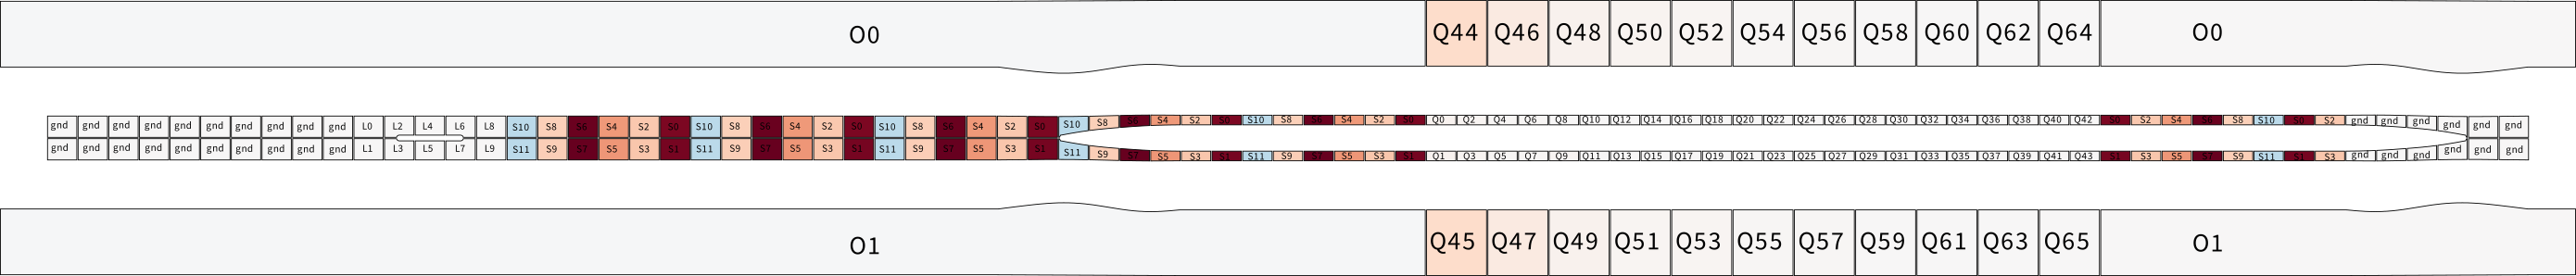 O0 Q44 Q46 Q48 Q50 Q52 Q54 Q56 Q58 Q60 Q62 Q64 O0
gnd gnd gnd gnd gnd gnd gnd gnd gnd gnd L0 L2 L4 L6 L8 S10 S8 S6 S4 S2 S0 S10 S8 S6 S4 S2 S0 S10 S8 S6 S4 S2 S0 S10 S8 S6 S4 S2 S0 S10 S8 S6 S4 S2 S0 Q0 Q2 Q4 Q6 Q8 Q10 Q12 Q14 Q16 Q18 Q20 Q22 Q24 Q26 Q28 Q30 Q32 Q34 Q36 Q38 Q40 Q42 S0 S2 S4 S6 S8 S10 S0 S2 gnd gnd gnd gnd gnd gnd
gnd gnd gnd gnd gnd gnd gnd gnd gnd gnd L1 L3 L5 L7 L9 S11 S9 S7 S5 S3 S1 S11 S9 S7 S5 S3 S1 S11 S9 S7 S5 S3 S1 S11 S9 S7 S5 S3 S1 S11 S9 S7 S5 S3 S1 Q1 Q3 Q5 Q7 Q9 Q11 Q13 Q15 Q17 Q19 Q21 Q23 Q25 Q27 Q29 Q31 Q33 Q35 Q37 Q39 Q41 Q43 S1 S3 S5 S7 S9 S11 S1 S3 gnd gnd gnd gnd gnd gnd
O1 Q45 Q47 Q49 Q51 Q53 Q55 Q57 Q59 Q61 Q63 Q65 O1